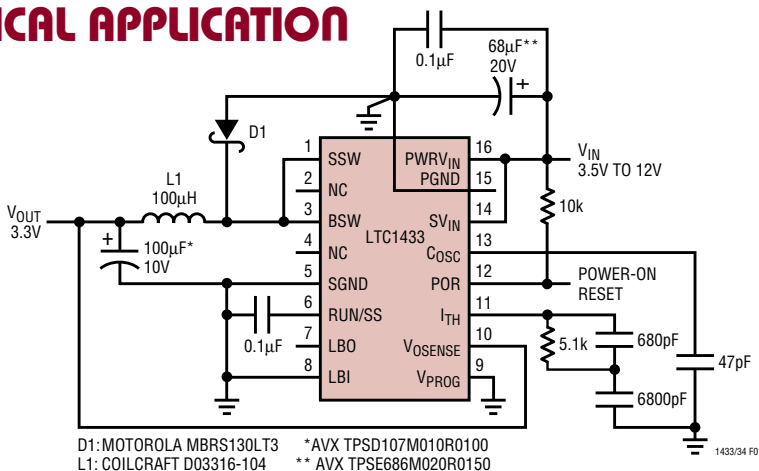 ICAL APPLICATION
0.1µF
68µF**
20V
+
D1
1
SSW
PWRVIN
16
VIN
3.5V TO 12V
2
NC
PGND
15
L1
100µH
VOUT
3.3V
3
BSW
SVIN
14
10k
LTC1433
+
100µF*
10V
4
NC
COSC
13
5
SGND
POR
12
POWER-ON
RESET
6
RUN/SS
ITH
11
0.1µF
7
LBO
VOSENSE
10
5.1k
680pF
47pF
8
LBI
VPROG
9
6800pF
D1: MOTOROLA MBRS130LT3 *AVX TPSD107M010R0100
L1: COILCRAFT D03316-104 ** AVX TPSE686M020R0150
1433/34 F0